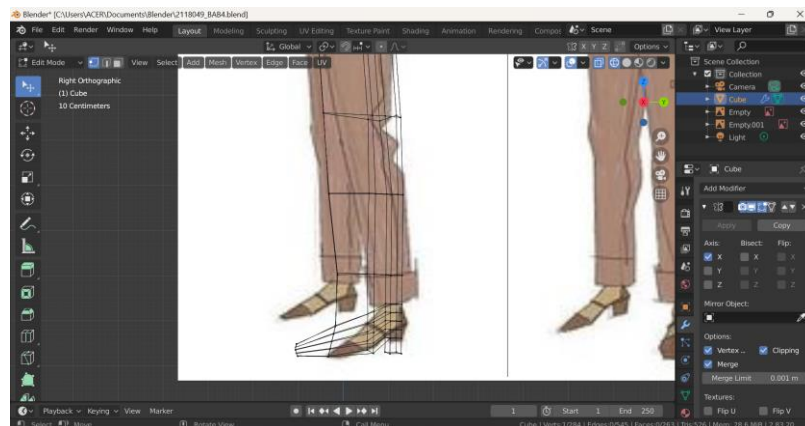 Blender* [C:\Users\ACER\Documents\Blender\2118049_BAB4.blend]
File Edit Render Window Help Layout Modeling Sculpting UV Editing Texture Paint Shading Animation Rendering Compos Scene View Layer
Global X Y Z Options
Edit Mode View Select Add Mesh Vertex Edge Face UV
Right Orthographic
(1) Cube
10 Centimeters
Z
Y
Scene Collection
Collection
Camera
Cube
Empty
Empty.001
Light
Cube
Add Modifier
Apply Copy
Axis: Bisect: Flip:
X X X
Y Y Y
Z Z Z
Mirror Object:
Options:
Vertex .. Clipping
Merge
Merge Limit 0.001 m
Textures:
Flip U Flip V
Playback Keying View Marker 1 Start 1 End 250
Select Rotate View Call Menu